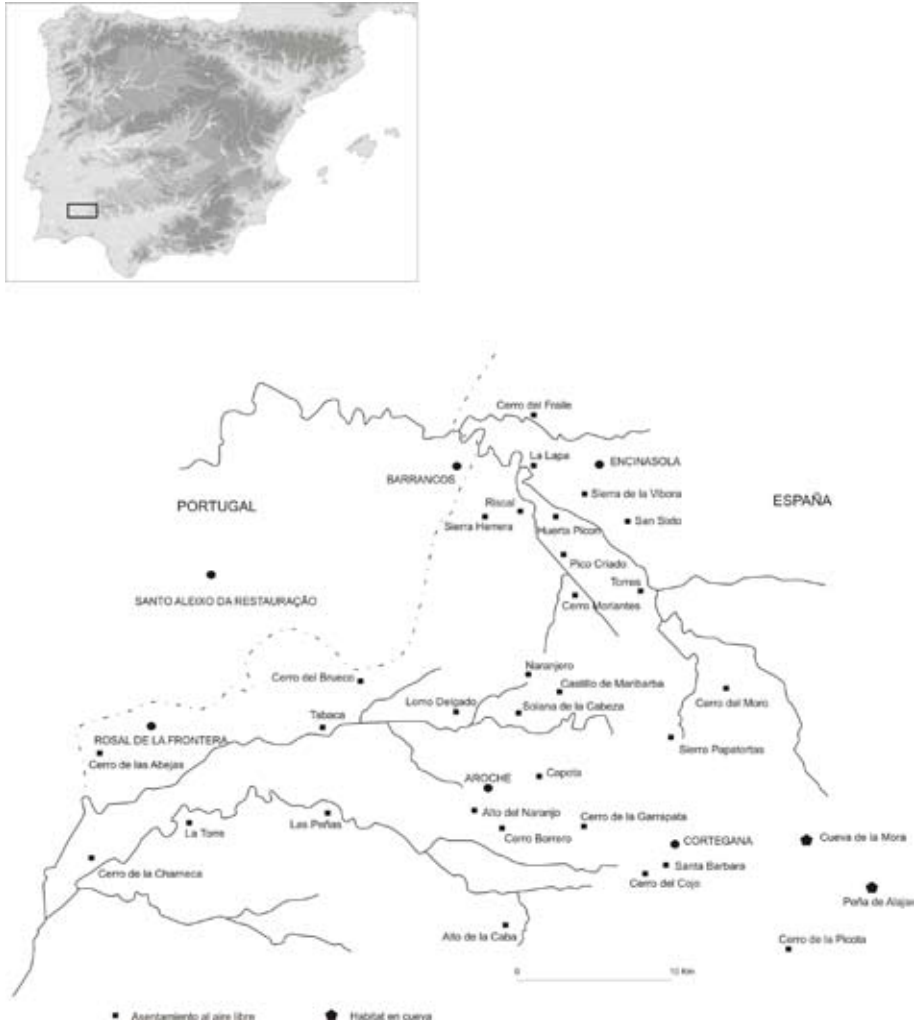 Cerro del Fraile
La Lapa
ENCINASOLA
BARRANCOS
Sierra de la Vibora
ESPAÑA
PORTUGAL
Riscal
San Sixto
Sierra Herrera
Huerta Picon
Pico Criado
Torres
SANTO ALEIXO DA RESTAURAÇÃO
Cerro Moriantes
Naranjero
Cerro del Brueco
Castillo de Maribarba
Cerro del Moro
Lomo Delgado
Solana de la Cabeza
Tabaca
ROSAL DE LA FRONTERA
Sierra Papatortas
Cerro de las Abejas
Capota
AROCHE
Alto del Naranjo
Las Peñas
Cerro de la Garrapata
La Torre
Cerro Borrero
CORTEGANA
Cueva de la Mora
Santa Barbara
Cerro de la Charneca
Cerro del Cojo
Peña de Alajar
Alto de la Caba
Cerro de la Picota
0 10 Km
Asentamiento al aire libre Habitat en cueva